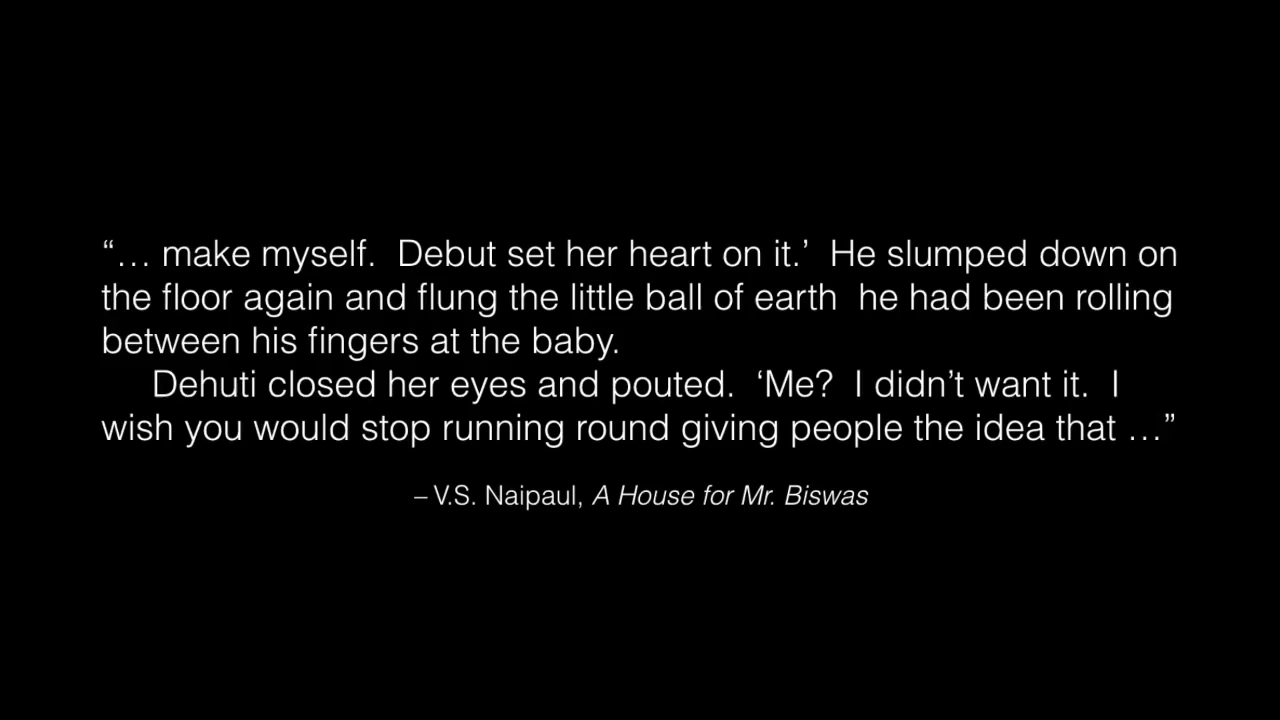 “… make myself.  Debut set her heart on it.’  He slumped down on
the floor again and flung the little ball of earth  he had been rolling
between his fingers at the baby.
Dehuti closed her eyes and pouted.  ‘Me?  I didn’t want it.  I
wish you would stop running round giving people the idea that …”
– V.S. Naipaul, A House for Mr. Biswas